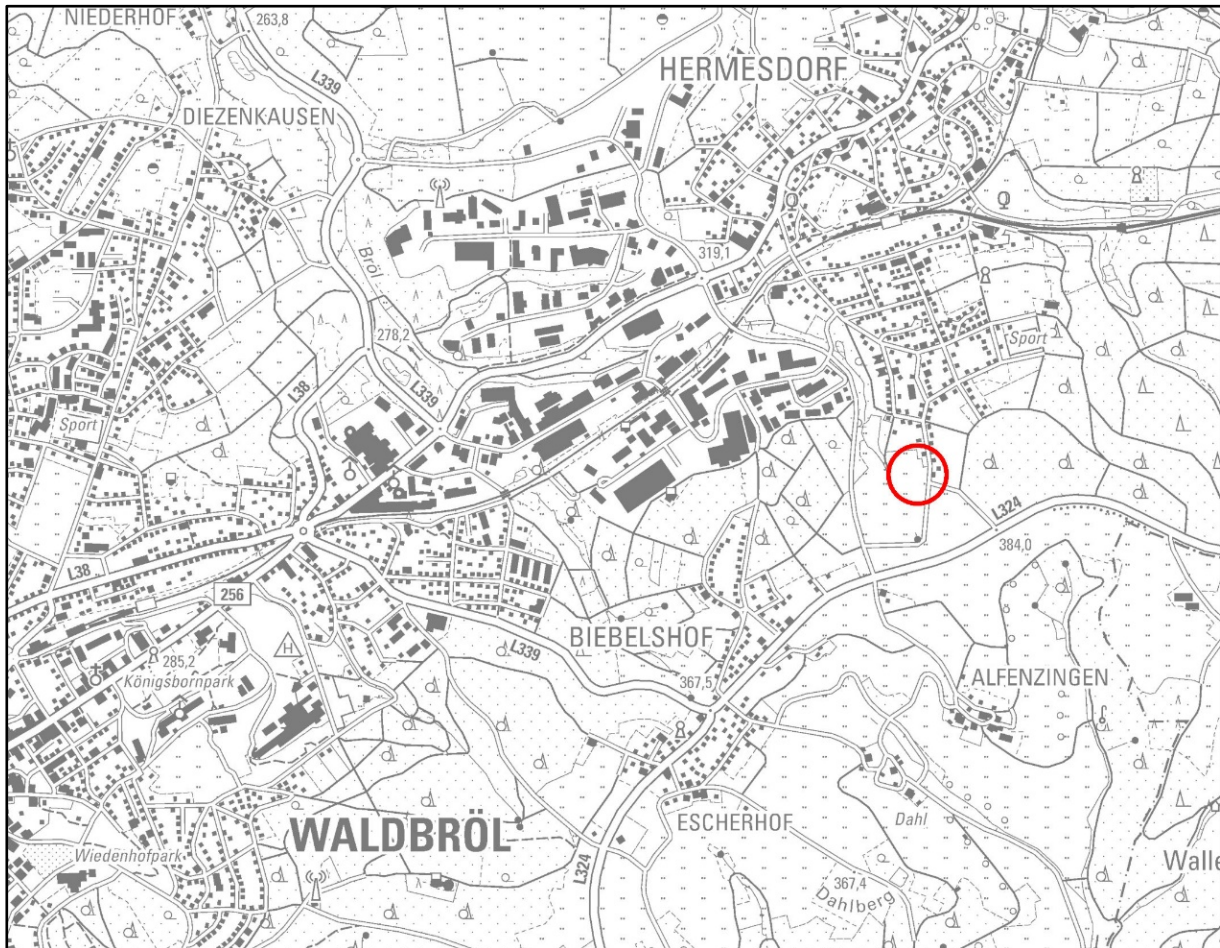 NIEDERHOF
263,8
L339
HERMESDORF
DIEZENKAUSEN
Bröl
319,1
278,2
L38
L339
Sport
Sport
L324
384,0
L38
256
H
BIEBELSHOF
L339
285,2
Königsbornpark
367,5
ALFENZINGEN
WALDBRÖL
ESCHERHOF
Dahl
Wiedenhofpark
L324
367,4
Dahlberg
Walle